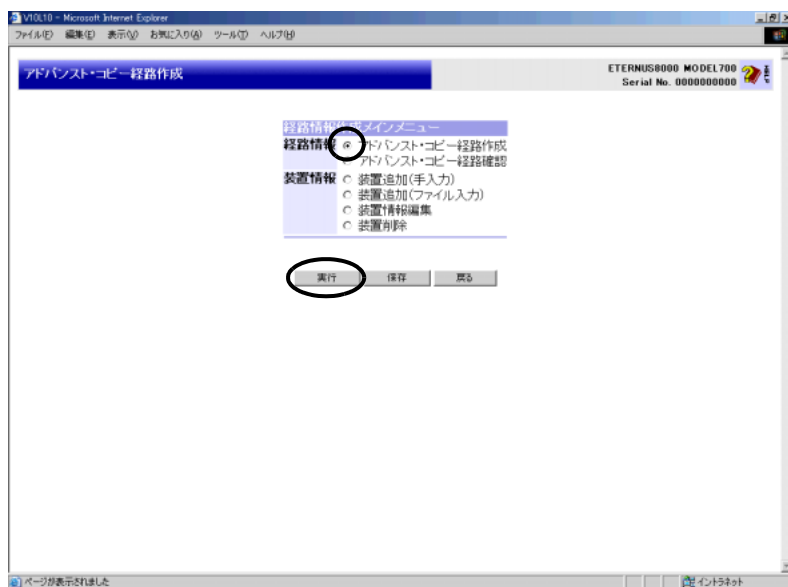 V10L10 - Microsoft Internet Explorer
ファイル(F) 編集(E) 表示(V) お気に入り(A) ツール(T) ヘルプ(H)
アドバンスト・コピー経路作成
ETERNUS8000 MODEL700
Serial No. 0000000000
HELP
経路情報作成メインメニュー
経路情報 アドバンスト・コピー経路作成
アドバンスト・コピー経路確認
装置情報 装置追加(手入力)
装置追加(ファイル入力)
装置情報編集
装置削除
実行 保存 戻る
ページが表示されました イントラネット